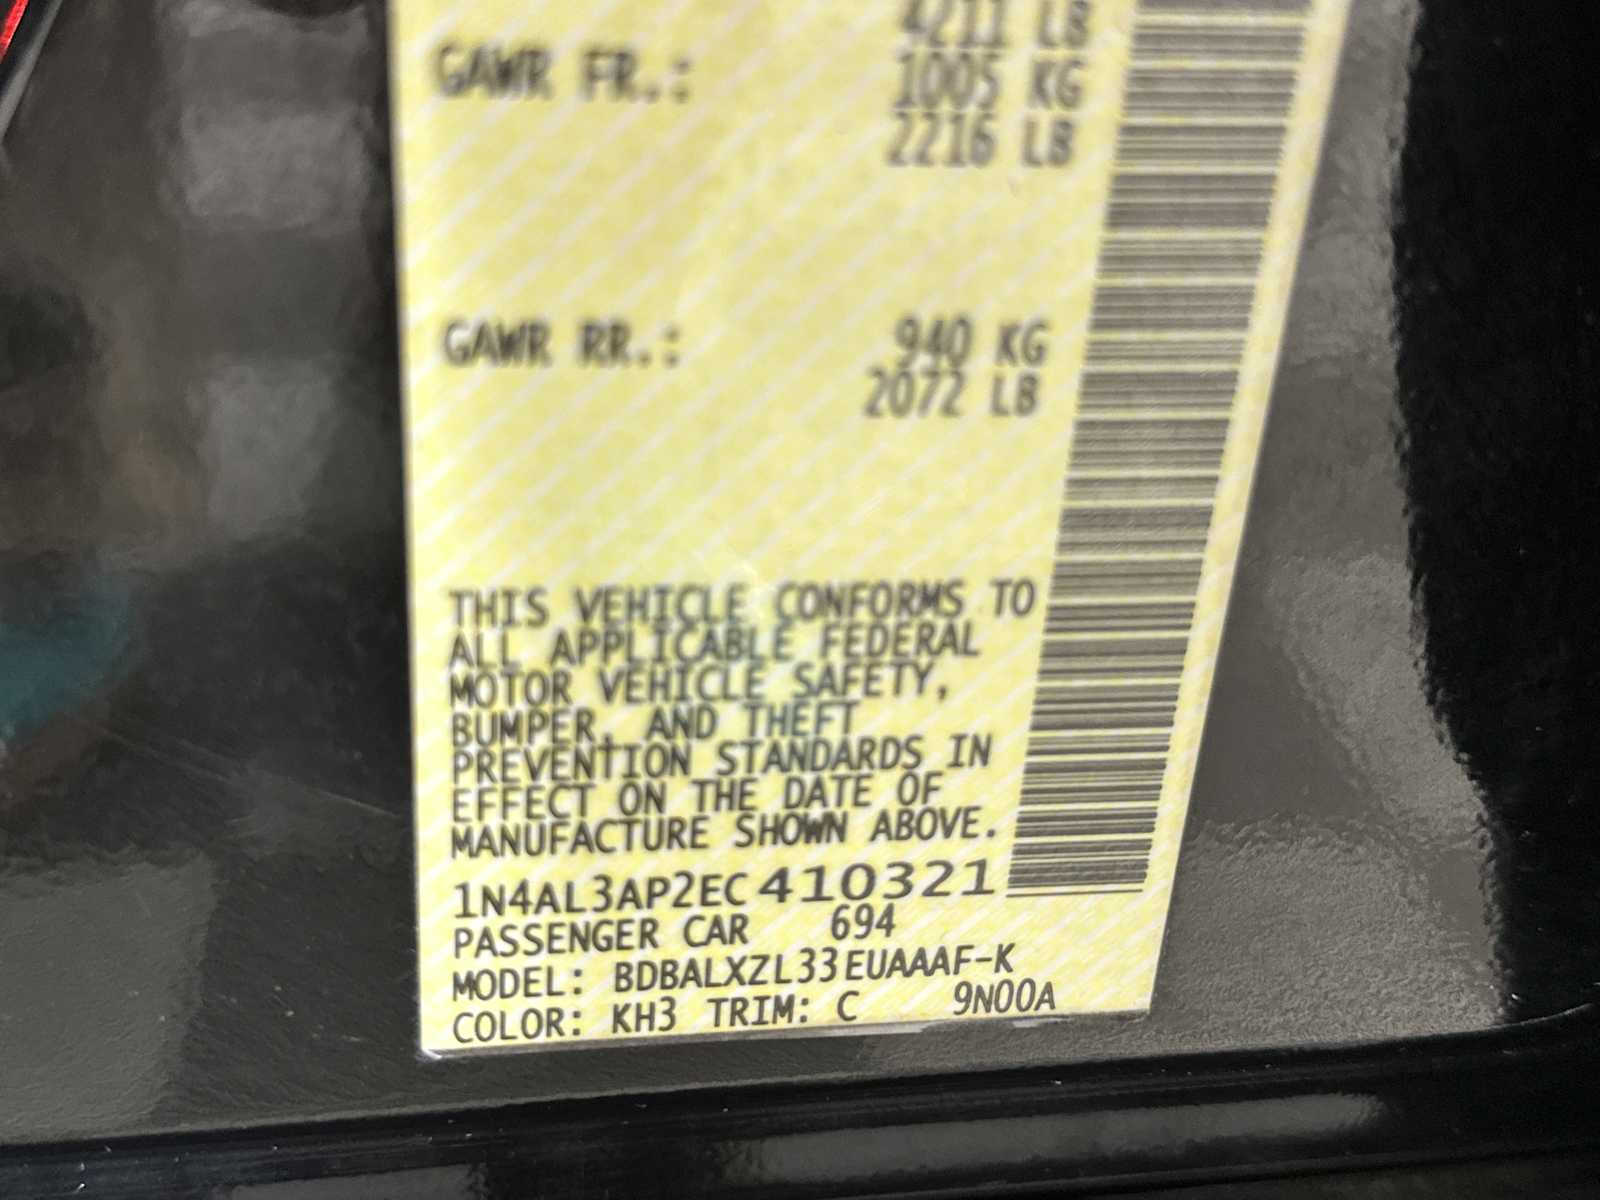 4211 LB
GAWR FR.: 1005 KG
2216 LB
GAWR RR.: 940 KG
2072 LB
THIS VEHICLE CONFORMS TO
ALL APPLICABLE FEDERAL
MOTOR VEHICLE SAFETY,
BUMPER, AND THEFT
PREVENTION STANDARDS IN
EFFECT ON THE DATE OF
MANUFACTURE SHOWN ABOVE.
1N4AL3AP2EC410321
PASSENGER CAR 694
MODEL: BDBALXZL33EUAAAF-K
COLOR: KH3 TRIM: C 9N00A